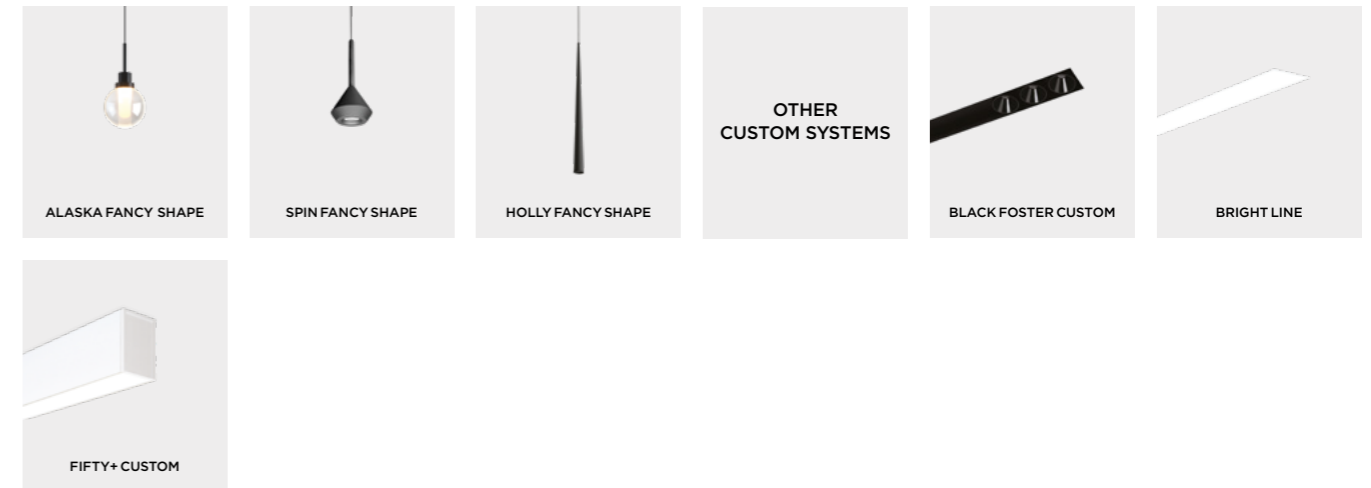 ALASKA FANCY SHAPE
SPIN FANCY SHAPE
HOLLY FANCY SHAPE
OTHER
CUSTOM SYSTEMS
BLACK FOSTER CUSTOM
BRIGHT LINE
FIFTY+ CUSTOM